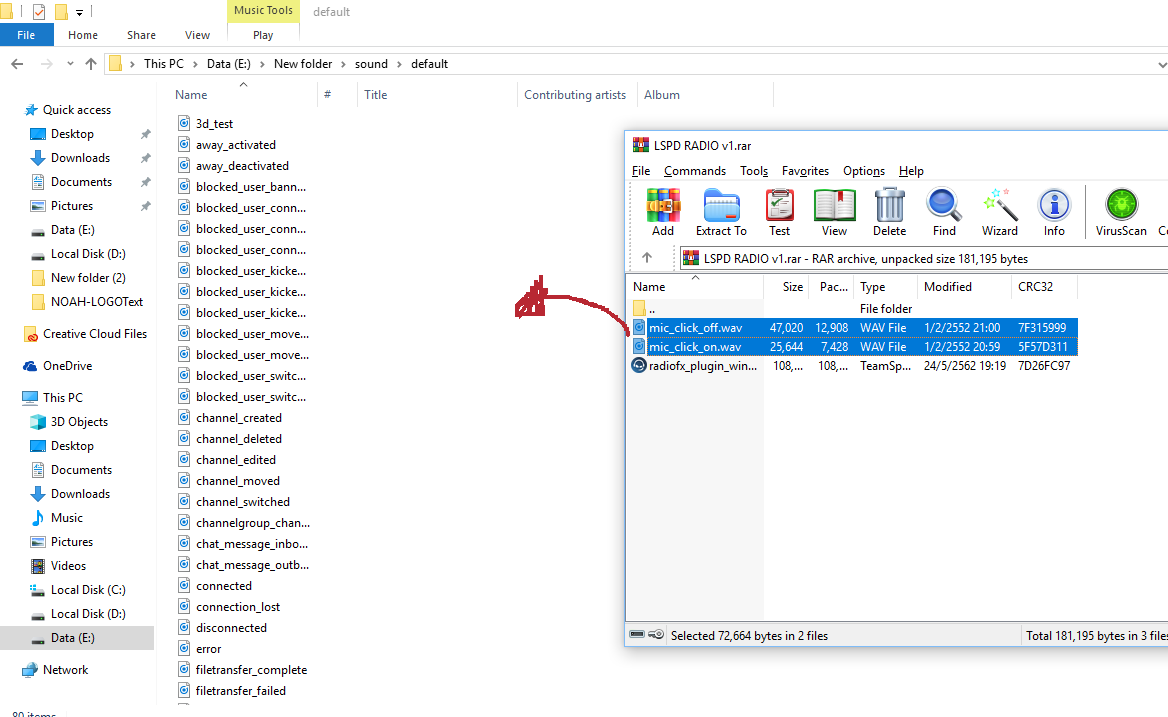 Music Tools default
File Home Share View Play
This PC Data (E:) New folder sound default
Name # Title Contributing artists Album
Quick access
Desktop
Downloads
Documents
Pictures
Data (E:)
Local Disk (D:)
New folder (2)
NOAH-LOGOText
Creative Cloud Files
OneDrive
This PC
3D Objects
Desktop
Documents
Downloads
Music
Pictures
Videos
Local Disk (C:)
Local Disk (D:)
Data (E:)
Network
80 items
3d_test
away_activated
away_deactivated
blocked_user_bann...
blocked_user_conn...
blocked_user_conn...
blocked_user_conn...
blocked_user_kicke...
blocked_user_kicke...
blocked_user_kicke...
blocked_user_move...
blocked_user_move...
blocked_user_switc...
blocked_user_switc...
channel_created
channel_deleted
channel_edited
channel_moved
channel_switched
channelgroup_chan...
chat_message_inbo...
chat_message_outb...
connected
connection_lost
disconnected
error
filetransfer_complete
filetransfer_failed
LSPD RADIO v1.rar
File Commands Tools Favorites Options Help
Add Extract To Test View Delete Find Wizard Info VirusScan
LSPD RADIO v1.rar - RAR archive, unpacked size 181,195 bytes
Name Size Pac... Type Modified CRC32
.. File folder
mic_click_off.wav 47,020 12,908 WAV File 1/2/2552 21:00 7F315999
mic_click_on.wav 25,644 7,428 WAV File 1/2/2552 20:59 5F57D311
radiofx_plugin_win... 108,... 108,... TeamSp... 24/5/2562 19:19 7D26FC97
Selected 72,664 bytes in 2 files Total 181,195 bytes in 3 files